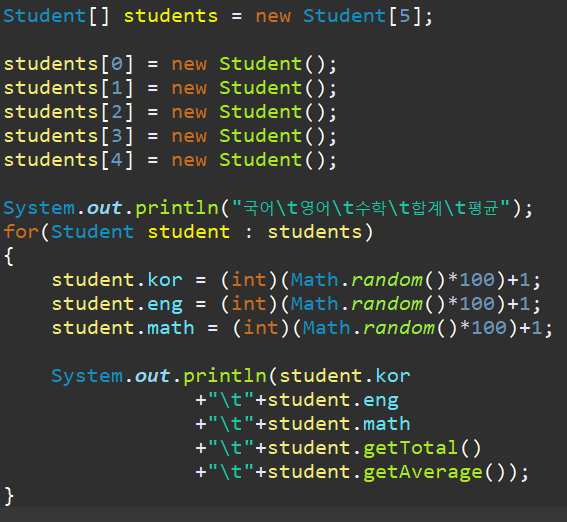 Student[] students = new Student[5];
students[0] = new Student();
students[1] = new Student();
students[2] = new Student();
students[3] = new Student();
students[4] = new Student();
System.out.println("국어\t영어\t수학\t합계\t평균");
for(Student student : students)
{
student.kor = (int)(Math.random()*100)+1;
student.eng = (int)(Math.random()*100)+1;
student.math = (int)(Math.random()*100)+1;
System.out.println(student.kor
+"\t"+student.eng
+"\t"+student.math
+"\t"+student.getTotal()
+"\t"+student.getAverage());
}